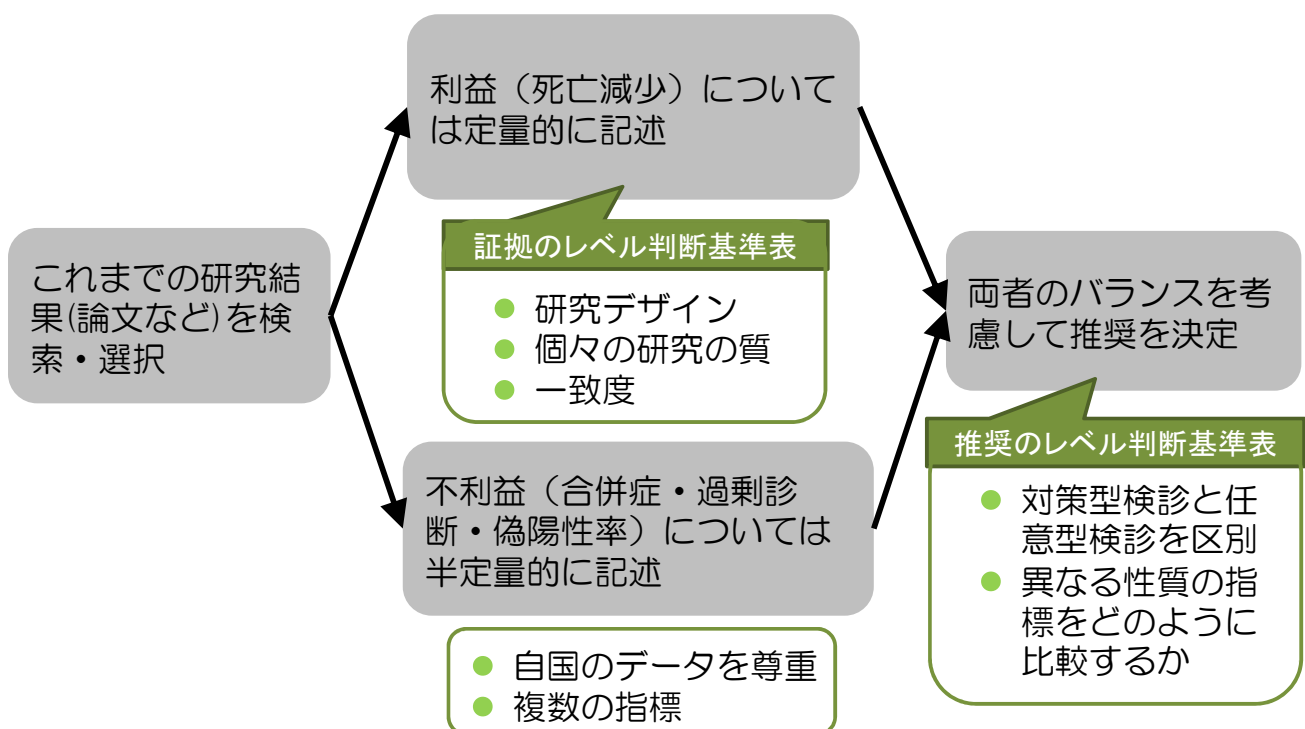 利益（死亡減少）について
は定量的に記述
証拠のレベル判断基準表
● 研究デザイン
● 個々の研究の質
● 一致度
これまでの研究結
果(論文など)を検
索・選択
不利益（合併症・過剰診
断・偽陽性率）については
半定量的に記述
● 自国のデータを尊重
● 複数の指標
両者のバランスを考
慮して推奨を決定
推奨のレベル判断基準表
● 対策型検診と任
意型検診を区別
● 異なる性質の指
標をどのように
比較するか